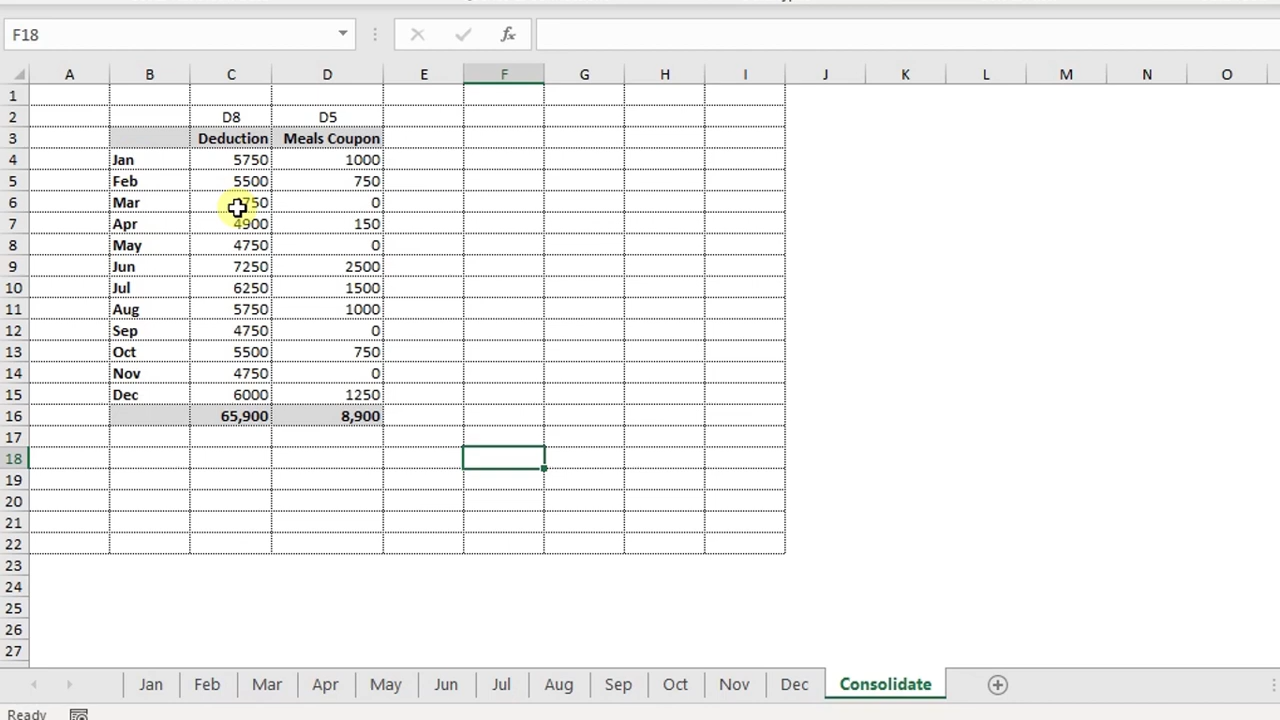 F18
A B C D E F G H I J K L M N O
1
2 D8 D5
3 Deduction Meals Coupon
4 Jan 5750 1000
5 Feb 5500 750
6 Mar 750 0
7 Apr 4900 150
8 May 4750 0
9 Jun 7250 2500
10 Jul 6250 1500
11 Aug 5750 1000
12 Sep 4750 0
13 Oct 5500 750
14 Nov 4750 0
15 Dec 6000 1250
16 65,900 8,900
17
18
19
20
21
22
23
24
25
26
27
Jan Feb Mar Apr May Jun Jul Aug Sep Oct Nov Dec Consolidate
Ready